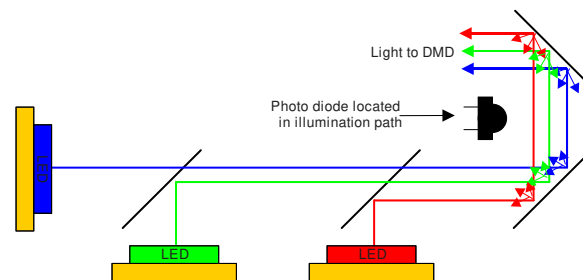 Light to DMD
Photo diode located
in illumination path
LED
LED
LED